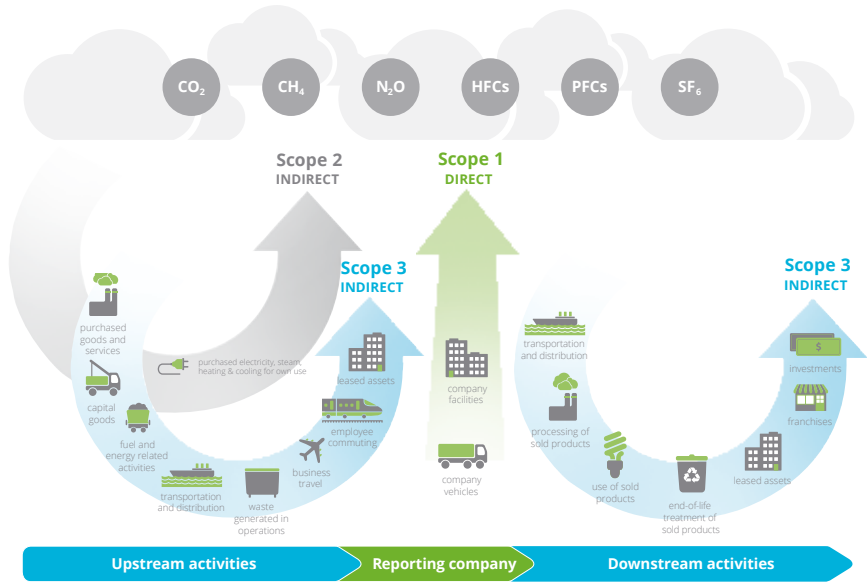 CO₂
CH₄
N₂O
HFCs
PFCs
SF₆
Scope 2
INDIRECT
Scope 1
DIRECT
Scope 3
INDIRECT
Scope 3
INDIRECT
purchased
goods and
services
capital
goods
fuel and
energy related
activities
transportation
and distribution
waste
generated in
operations
business
travel
employee
commuting
leased assets
purchased electricity, steam,
heating & cooling for own use
company
facilities
company
vehicles
transportation
and distribution
processing of
sold products
use of sold
products
end-of-life
treatment of
sold products
leased assets
franchises
$
investments
Upstream activities
Reporting company
Downstream activities